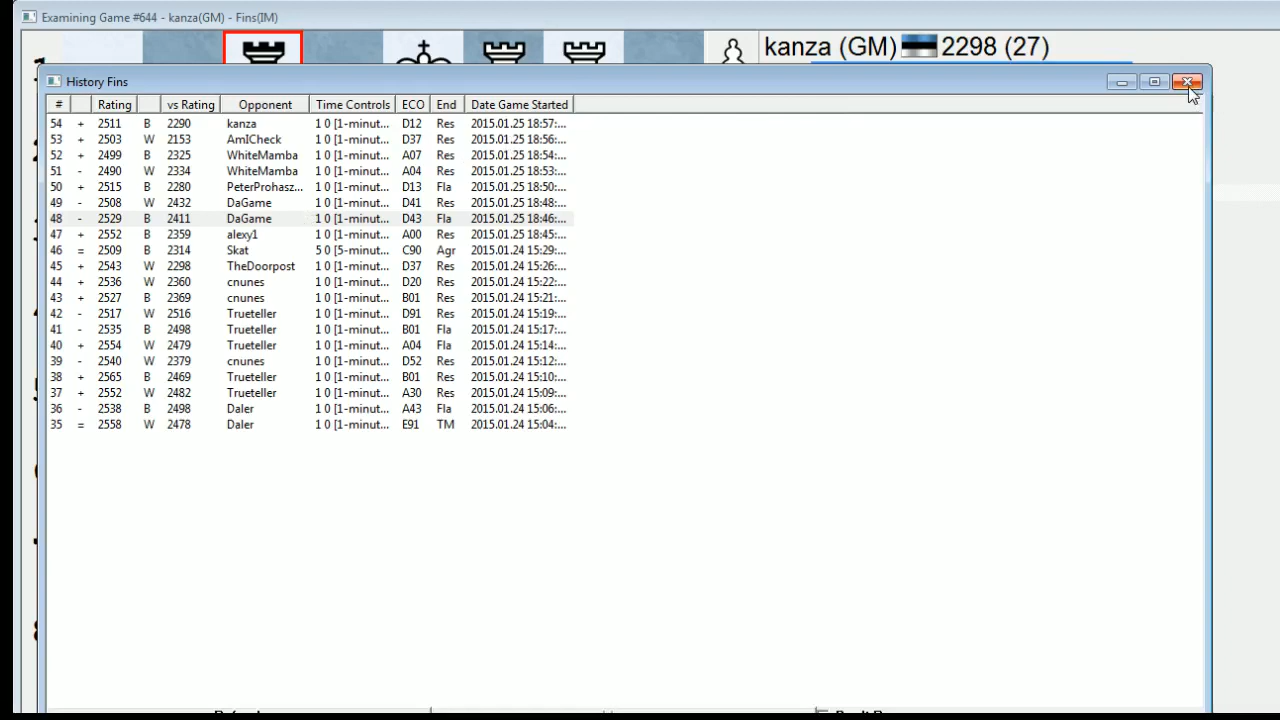 Examining Game #644 - kanza(GM) - Fins(IM)
kanza (GM) 2298 (27)
History Fins
# Rating vs Rating Opponent Time Controls ECO End Date Game Started
54 + 2511 B 2290 kanza 1 0 [1-minut... D12 Res 2015.01.25 18:57:...
53 + 2503 W 2153 AmICheck 1 0 [1-minut... D37 Res 2015.01.25 18:56:...
52 + 2499 B 2325 WhiteMamba 1 0 [1-minut... A07 Res 2015.01.25 18:54:...
51 - 2490 W 2334 WhiteMamba 1 0 [1-minut... A04 Res 2015.01.25 18:53:...
50 + 2515 B 2280 PeterProhasz... 1 0 [1-minut... D13 Fla 2015.01.25 18:50:...
49 - 2508 W 2432 DaGame 1 0 [1-minut... D41 Res 2015.01.25 18:48:...
48 - 2529 B 2411 DaGame 1 0 [1-minut... D43 Fla 2015.01.25 18:46:...
47 + 2552 B 2359 alexy1 1 0 [1-minut... A00 Res 2015.01.25 18:45:...
46 = 2509 B 2314 Skat 5 0 [5-minut... C90 Agr 2015.01.24 15:29:...
45 + 2543 W 2298 TheDoorpost 1 0 [1-minut... D37 Res 2015.01.24 15:26:...
44 + 2536 W 2360 cnunes 1 0 [1-minut... D20 Res 2015.01.24 15:22:...
43 + 2527 B 2369 cnunes 1 0 [1-minut... B01 Res 2015.01.24 15:21:...
42 - 2517 W 2516 Trueteller 1 0 [1-minut... D91 Res 2015.01.24 15:19:...
41 - 2535 B 2498 Trueteller 1 0 [1-minut... B01 Fla 2015.01.24 15:17:...
40 + 2554 W 2479 Trueteller 1 0 [1-minut... A04 Fla 2015.01.24 15:14:...
39 - 2540 W 2379 cnunes 1 0 [1-minut... D52 Res 2015.01.24 15:12:...
38 + 2565 B 2469 Trueteller 1 0 [1-minut... B01 Res 2015.01.24 15:10:...
37 + 2552 W 2482 Trueteller 1 0 [1-minut... A30 Res 2015.01.24 15:09:...
36 - 2538 B 2498 Daler 1 0 [1-minut... A43 Fla 2015.01.24 15:06:...
35 = 2558 W 2478 Daler 1 0 [1-minut... E91 TM 2015.01.24 15:04:...